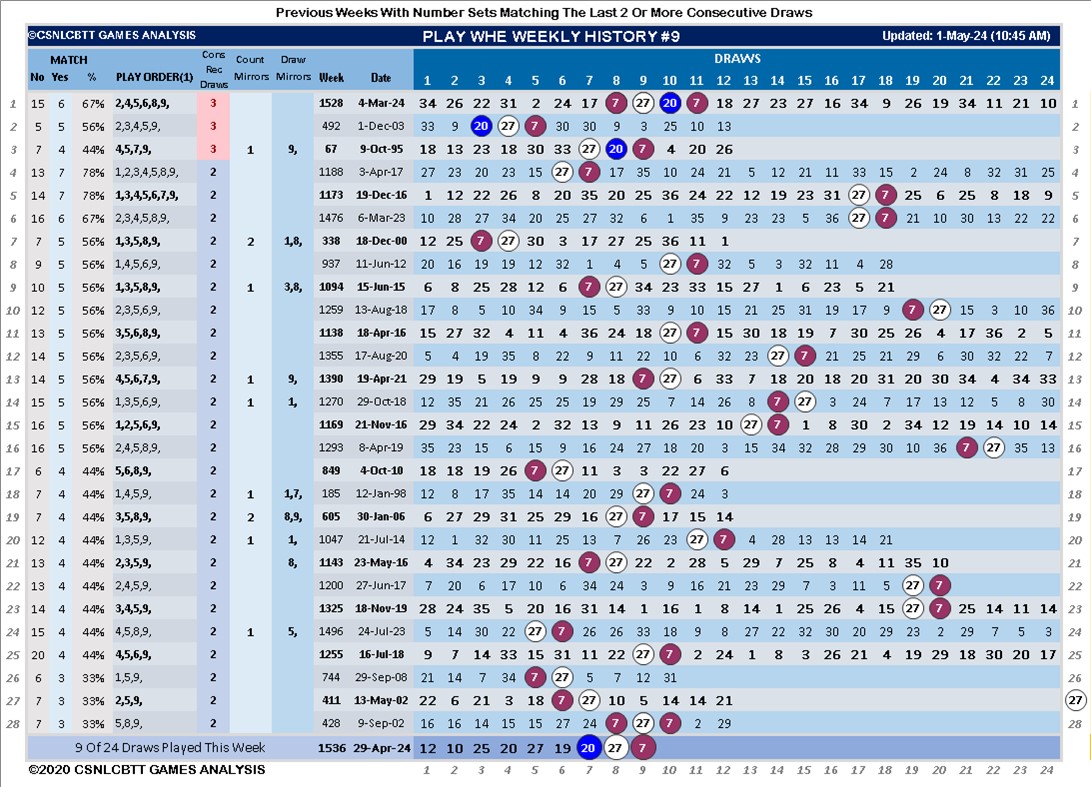 Previous Weeks With Number Sets Matching The Last 2 Or More Consecutive Draws
©CSNLCBTT GAMES ANALYSIS PLAY WHE WEEKLY HISTORY #9 Updated: 1-May-24 (10:45 AM)
MATCH Cons Rec Draws Count Mirrors Draw Mirrors DRAWS
No Yes % PLAY ORDER(1) Week Date 1 2 3 4 5 6 7 8 9 10 11 12 13 14 15 16 17 18 19 20 21 22 23 24
1 15 6 67% 2,4,5,6,8,9, 3 1528 4-Mar-24 34 26 22 31 2 24 17 7 27 20 7 18 27 23 27 16 34 9 26 19 34 11 21 10 1
2 5 5 56% 2,3,4,5,9, 3 492 1-Dec-03 33 9 20 27 7 30 30 9 3 25 10 13 2
3 7 4 44% 4,5,7,9, 3 1 9, 67 9-Oct-95 18 13 23 18 30 33 27 20 7 4 20 26 3
4 13 7 78% 1,2,3,4,5,8,9, 2 1188 3-Apr-17 27 23 20 23 15 27 7 17 35 10 24 21 5 12 21 11 33 15 2 24 8 32 31 25 4
5 14 7 78% 1,3,4,5,6,7,9, 2 1173 19-Dec-16 1 12 22 26 8 20 35 20 25 36 24 22 12 19 23 31 27 7 25 6 25 8 18 9 5
6 16 6 67% 2,3,4,5,8,9, 2 1476 6-Mar-23 10 28 27 34 20 25 27 32 6 1 35 9 23 23 5 36 27 7 21 10 30 13 22 22 6
7 7 5 56% 1,3,5,8,9, 2 2 1,8, 338 18-Dec-00 12 25 7 27 30 3 17 27 25 36 11 1 7
8 9 5 56% 1,4,5,6,9, 2 937 11-Jun-12 20 16 19 19 12 32 1 4 5 27 7 32 5 3 32 11 4 28 8
9 10 5 56% 1,3,5,8,9, 2 1 3,8, 1094 15-Jun-15 6 8 25 28 12 6 7 27 34 23 33 15 27 1 6 23 5 21 9
10 12 5 56% 2,3,5,6,9, 2 1259 13-Aug-18 17 8 5 10 34 9 15 5 33 9 10 15 21 25 31 19 17 9 7 27 15 3 10 36 10
11 13 5 56% 3,5,6,8,9, 2 1138 18-Apr-16 15 27 32 4 11 4 36 24 18 27 7 15 30 18 19 7 30 25 26 4 17 36 2 5 11
12 14 5 56% 2,3,5,6,9, 2 1355 17-Aug-20 5 4 19 35 8 22 9 11 22 10 6 32 23 27 7 21 25 21 29 6 30 32 22 7 12
13 14 5 56% 4,5,6,7,9, 2 1 9, 1390 19-Apr-21 29 19 5 19 9 9 28 18 7 27 6 33 7 18 20 18 20 31 20 30 34 4 34 33 13
14 15 5 56% 1,3,5,6,9, 2 1 1, 1270 29-Oct-18 12 35 21 26 25 25 19 29 25 7 14 26 8 7 27 3 24 7 17 13 12 5 8 30 14
15 16 5 56% 1,2,5,6,9, 2 1169 21-Nov-16 29 34 22 24 2 32 13 9 11 26 23 10 27 7 1 8 30 2 34 12 19 14 10 14 15
16 16 5 56% 2,4,5,8,9, 2 1293 8-Apr-19 35 23 15 6 15 9 16 24 27 18 20 3 15 34 32 28 29 30 10 36 7 27 35 13 16
17 6 4 44% 5,6,8,9, 2 849 4-Oct-10 18 18 19 26 7 27 11 3 3 22 27 6 17
18 7 4 44% 1,4,5,9, 2 1 1,7, 185 12-Jan-98 12 8 17 35 14 14 20 29 27 7 24 3 18
19 7 4 44% 3,5,8,9, 2 2 8,9, 605 30-Jan-06 6 27 29 31 25 29 16 27 7 17 15 14 19
20 12 4 44% 1,3,5,9, 2 1 1, 1047 21-Jul-14 12 1 32 30 11 25 13 7 26 23 27 7 4 28 13 13 14 21 20
21 13 4 44% 2,3,5,9, 2 8, 1143 23-May-16 4 34 23 29 22 16 7 27 22 2 28 5 29 7 25 8 4 11 35 10 21
22 13 4 44% 2,4,5,9, 2 1200 27-Jun-17 7 20 6 17 10 6 34 24 3 9 16 21 23 29 7 3 11 5 27 7 22
23 14 4 44% 3,4,5,9, 2 1325 18-Nov-19 28 24 35 5 20 16 31 14 1 16 1 8 14 1 25 26 4 15 27 7 25 14 11 14 23
24 15 4 44% 4,5,8,9, 2 1 5, 1496 24-Jul-23 5 14 30 22 27 7 26 26 33 18 9 8 27 22 32 30 20 29 23 2 29 7 5 3 24
25 20 4 44% 4,5,6,9, 2 1255 16-Jul-18 9 7 14 33 15 31 11 22 27 7 2 24 1 8 3 26 21 4 19 29 18 30 20 17 25
26 6 3 33% 1,5,9, 2 744 29-Sep-08 21 14 7 34 7 27 5 7 12 31 26
27 7 3 33% 2,5,9, 2 411 13-May-02 22 6 21 3 18 7 27 10 5 14 14 21 27
28 7 3 33% 5,8,9, 2 428 9-Sep-02 16 16 14 15 15 27 24 7 27 7 2 29 28
9 Of 24 Draws Played This Week 1536 29-Apr-24 12 10 25 20 27 19 20 27 7
©2020 CSNLCBTT GAMES ANALYSIS 1 2 3 4 5 6 7 8 9 10 11 12 13 14 15 16 17 18 19 20 21 22 23 24